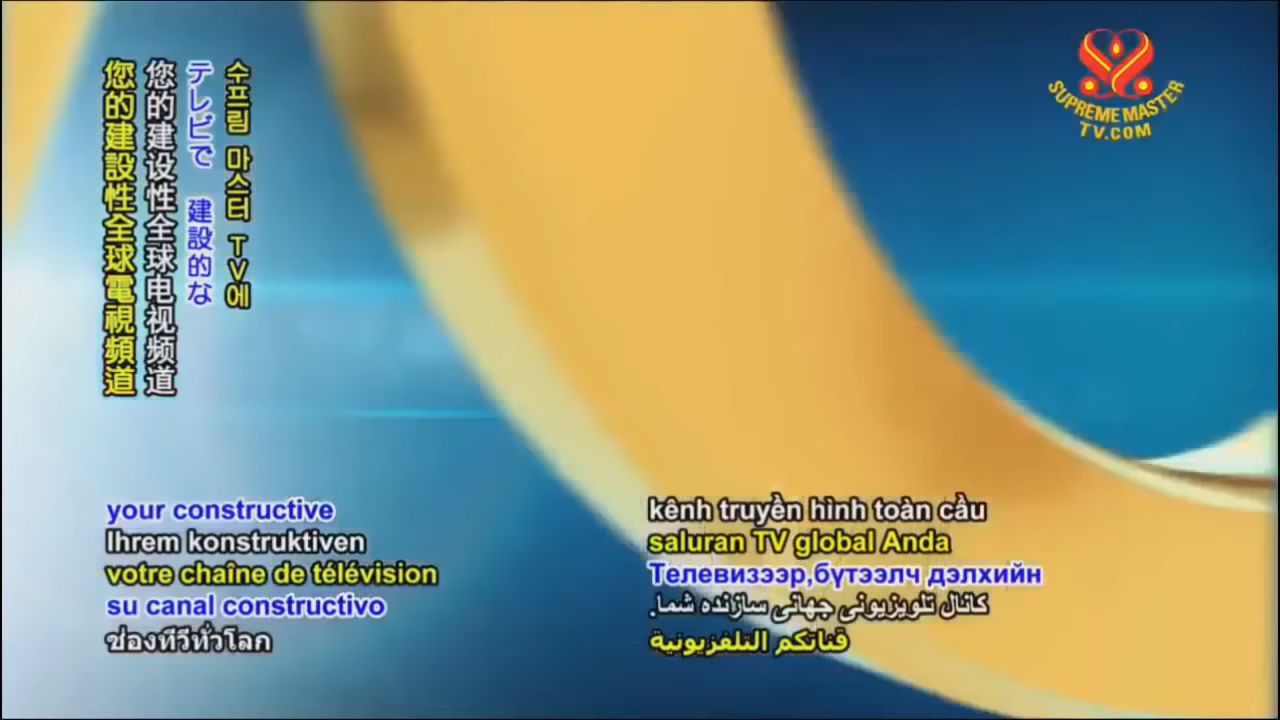 您的建設性全球電視頻道
您的建设性全球电视频道
テレビで 建設的な
수프림 마스터 TV에
SUPREME MASTER
TV.COM
your constructive
Ihrem konstruktiven
votre chaîne de télévision
su canal constructivo
ช่องทีวีทั่วโลก
kênh truyền hình toàn cầu
saluran TV global Anda
Телевизээр,бүтээлч дэлхийн
کانال تلویزیونی جهانی سازنده شما.
قناتكم التلفزيونية